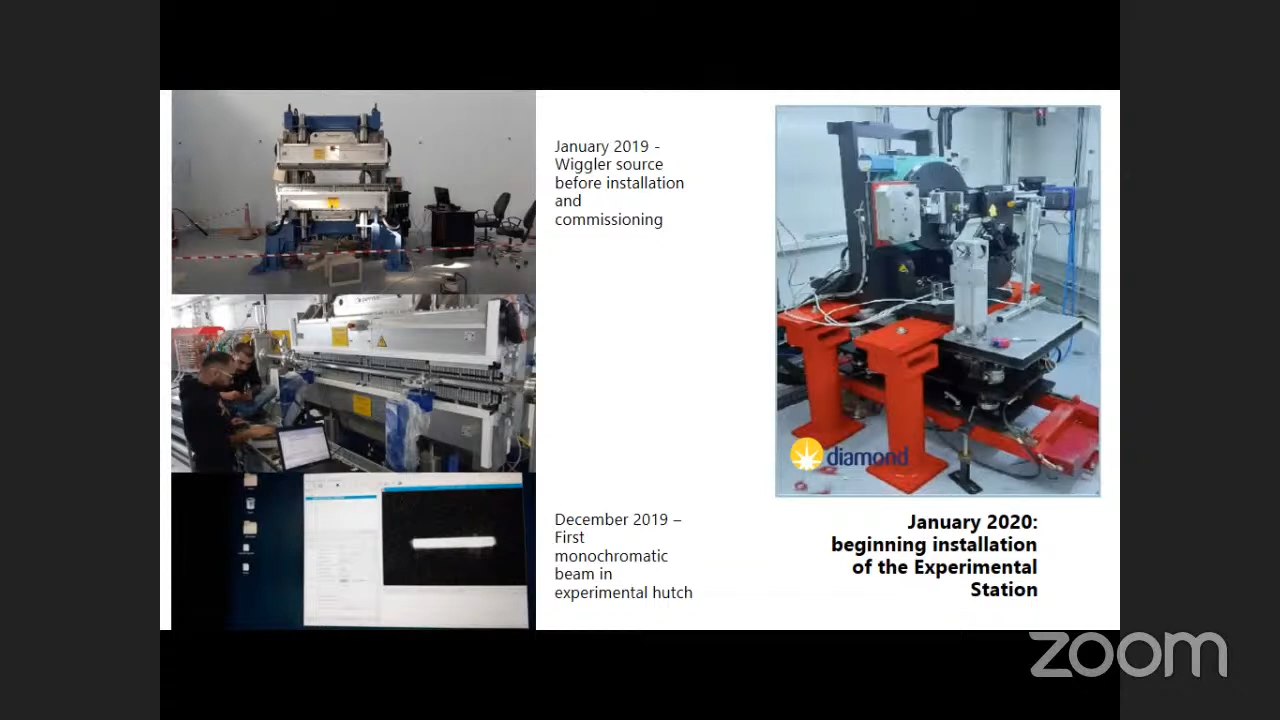 January 2019 -
Wiggler source
before installation
and
commissioning
December 2019 –
First
monochromatic
beam in
experimental hutch
diamond
January 2020:
beginning installation
of the Experimental
Station
zoom